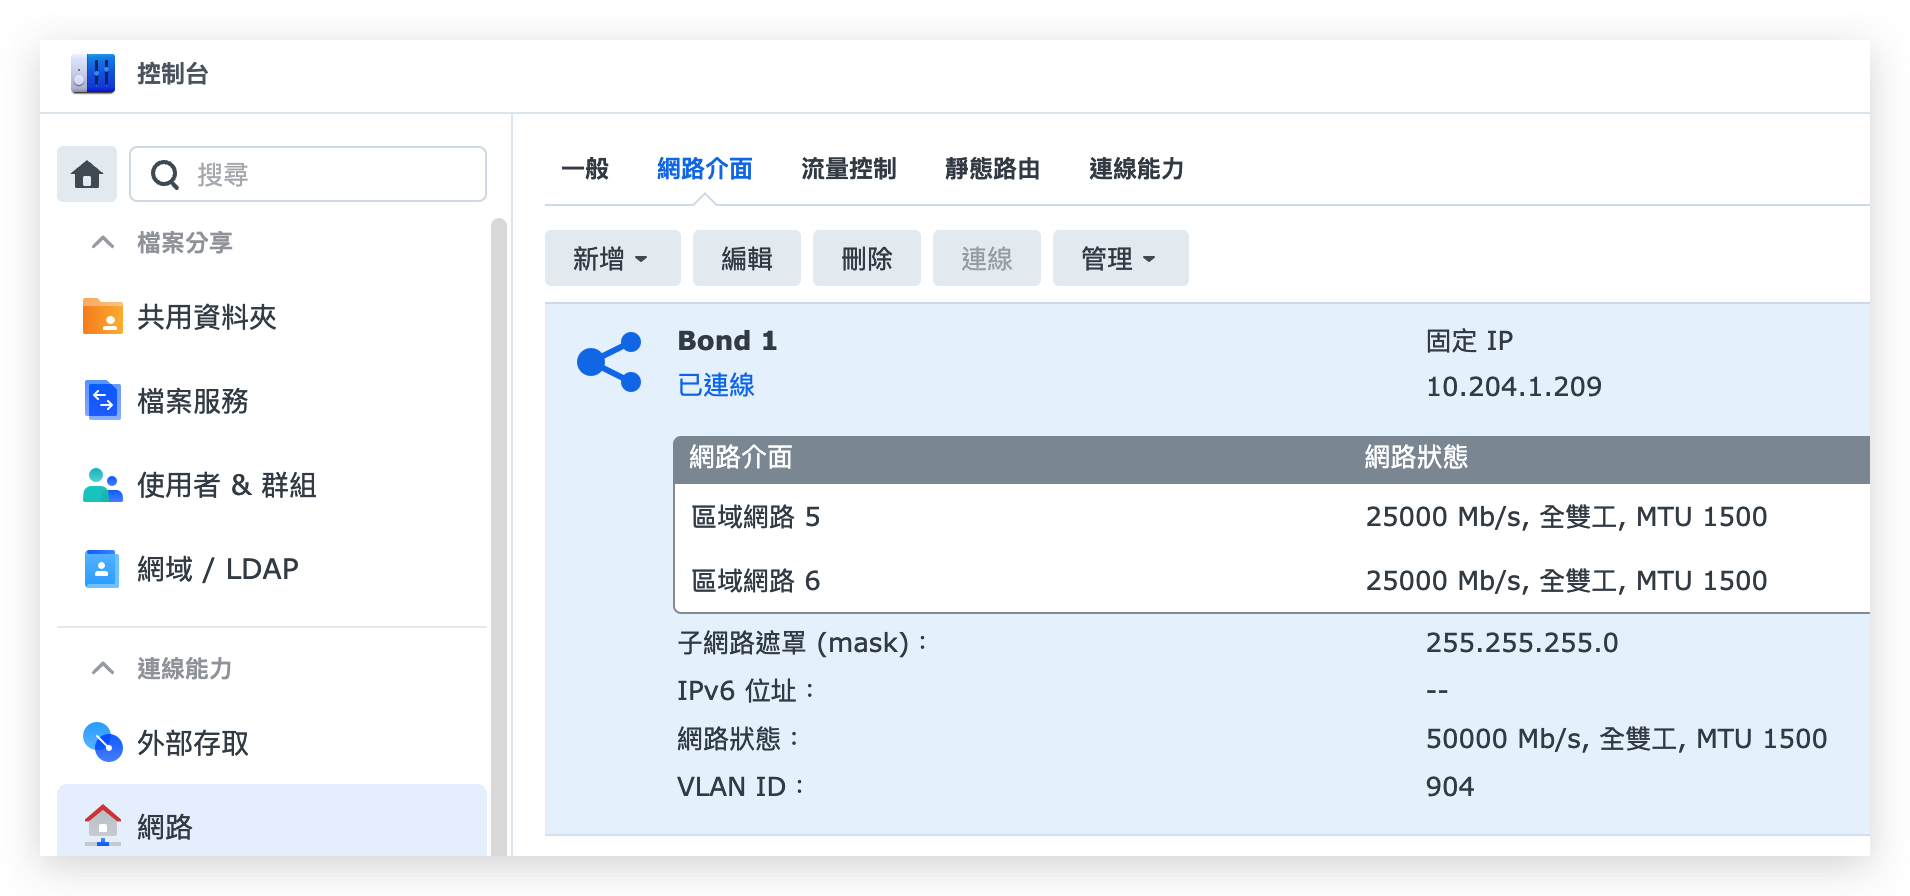 控制台
搜尋
檔案分享
共用資料夾
檔案服務
使用者 & 群組
網域 / LDAP
連線能力
外部存取
網路
一般 網路介面 流量控制 靜態路由 連線能力
新增 編輯 刪除 連線 管理
Bond 1 固定 IP
已連線 10.204.1.209
網路介面 網路狀態
區域網路 5 25000 Mb/s, 全雙工, MTU 1500
區域網路 6 25000 Mb/s, 全雙工, MTU 1500
子網路遮罩 (mask)： 255.255.255.0
IPv6 位址： --
網路狀態： 50000 Mb/s, 全雙工, MTU 1500
VLAN ID： 904